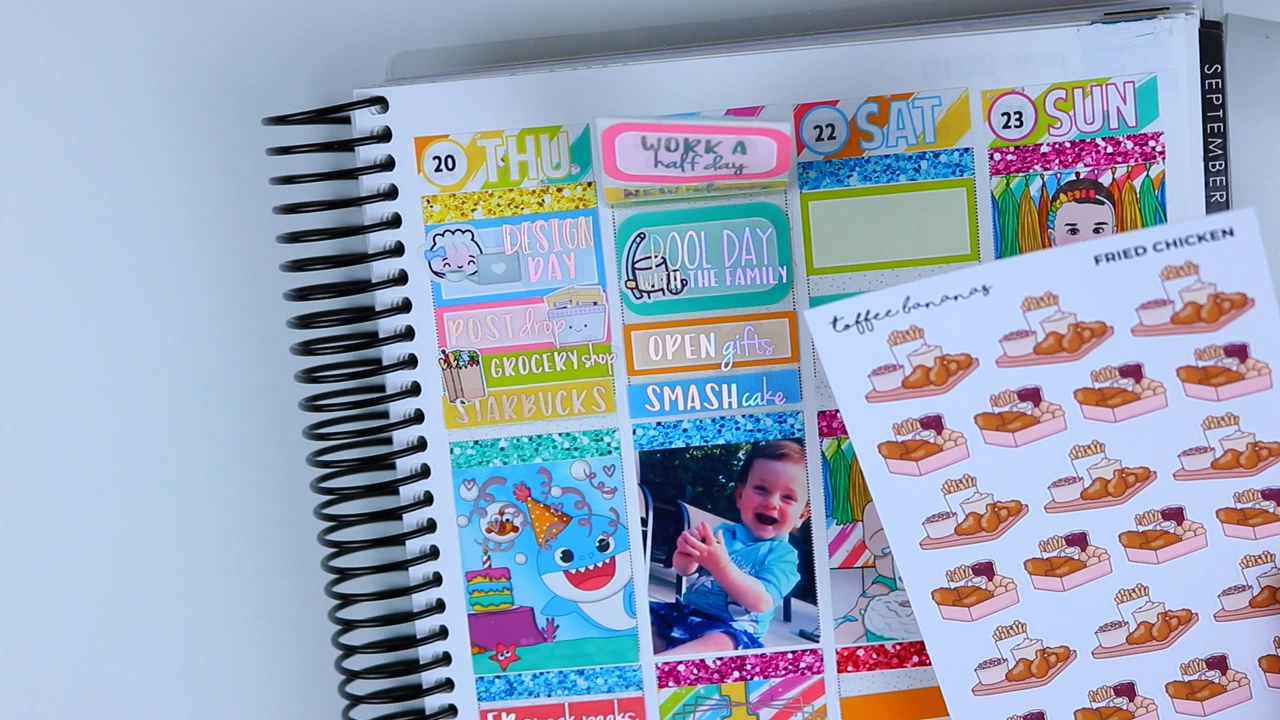 SEPTEMBER
20 THU
22 SAT
23 SUN
WORK A
half day
DESIGN
DAY
POOL DAY
WITH THE FAMILY
POST drop
OPEN gifts
GROCERY shop
SMASH cake
STARBUCKS
FRIED CHICKEN
toffee bananas